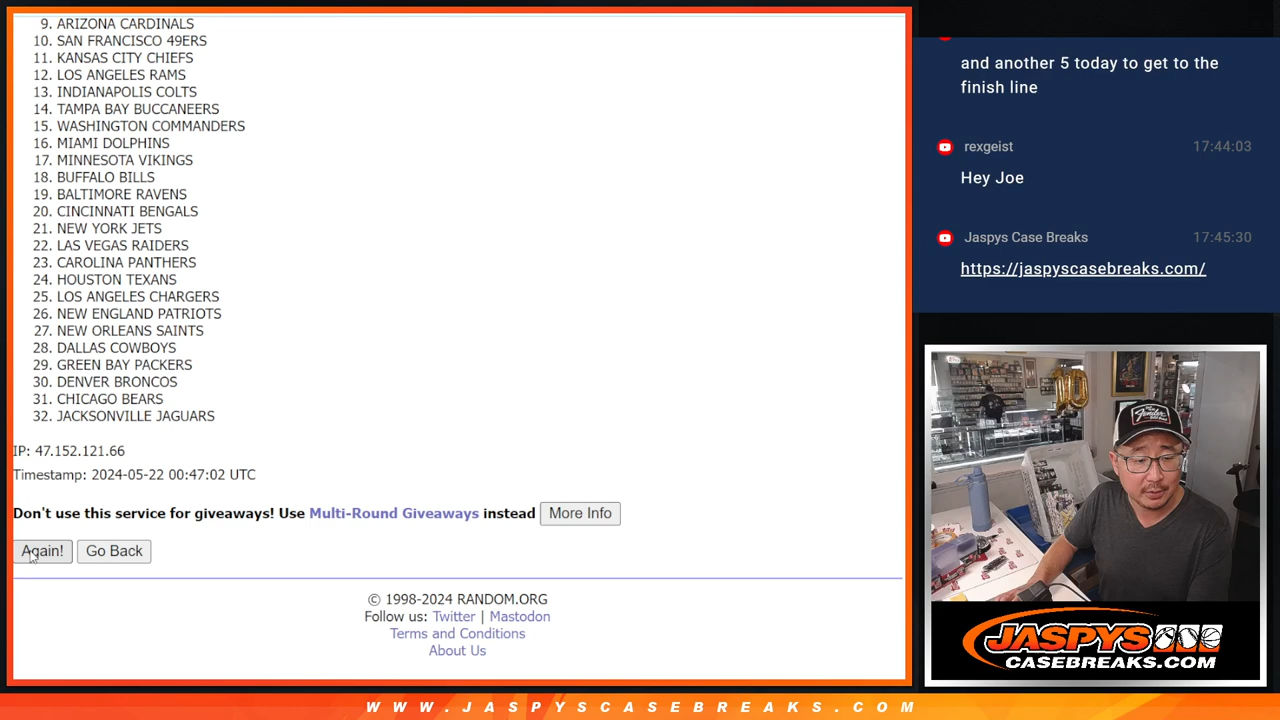 9. ARIZONA CARDINALS
10. SAN FRANCISCO 49ERS
11. KANSAS CITY CHIEFS
12. LOS ANGELES RAMS
13. INDIANAPOLIS COLTS
14. TAMPA BAY BUCCANEERS
15. WASHINGTON COMMANDERS
16. MIAMI DOLPHINS
17. MINNESOTA VIKINGS
18. BUFFALO BILLS
19. BALTIMORE RAVENS
20. CINCINNATI BENGALS
21. NEW YORK JETS
22. LAS VEGAS RAIDERS
23. CAROLINA PANTHERS
24. HOUSTON TEXANS
25. LOS ANGELES CHARGERS
26. NEW ENGLAND PATRIOTS
27. NEW ORLEANS SAINTS
28. DALLAS COWBOYS
29. GREEN BAY PACKERS
30. DENVER BRONCOS
31. CHICAGO BEARS
32. JACKSONVILLE JAGUARS
IP: 47.152.121.66
Timestamp: 2024-05-22 00:47:02 UTC
Don't use this service for giveaways! Use Multi-Round Giveaways instead More Info
Again! Go Back
© 1998-2024 RANDOM.ORG
Follow us: Twitter | Mastodon
Terms and Conditions
About Us
and another 5 today to get to the
finish line
rexgeist 17:44:03
Hey Joe
Jaspys Case Breaks 17:45:30
https://jaspyscasebreaks.com/
10
Fender
JASPYS
CASEBREAKS.COM
WWW.JASPYSCASEBREAKS.COM